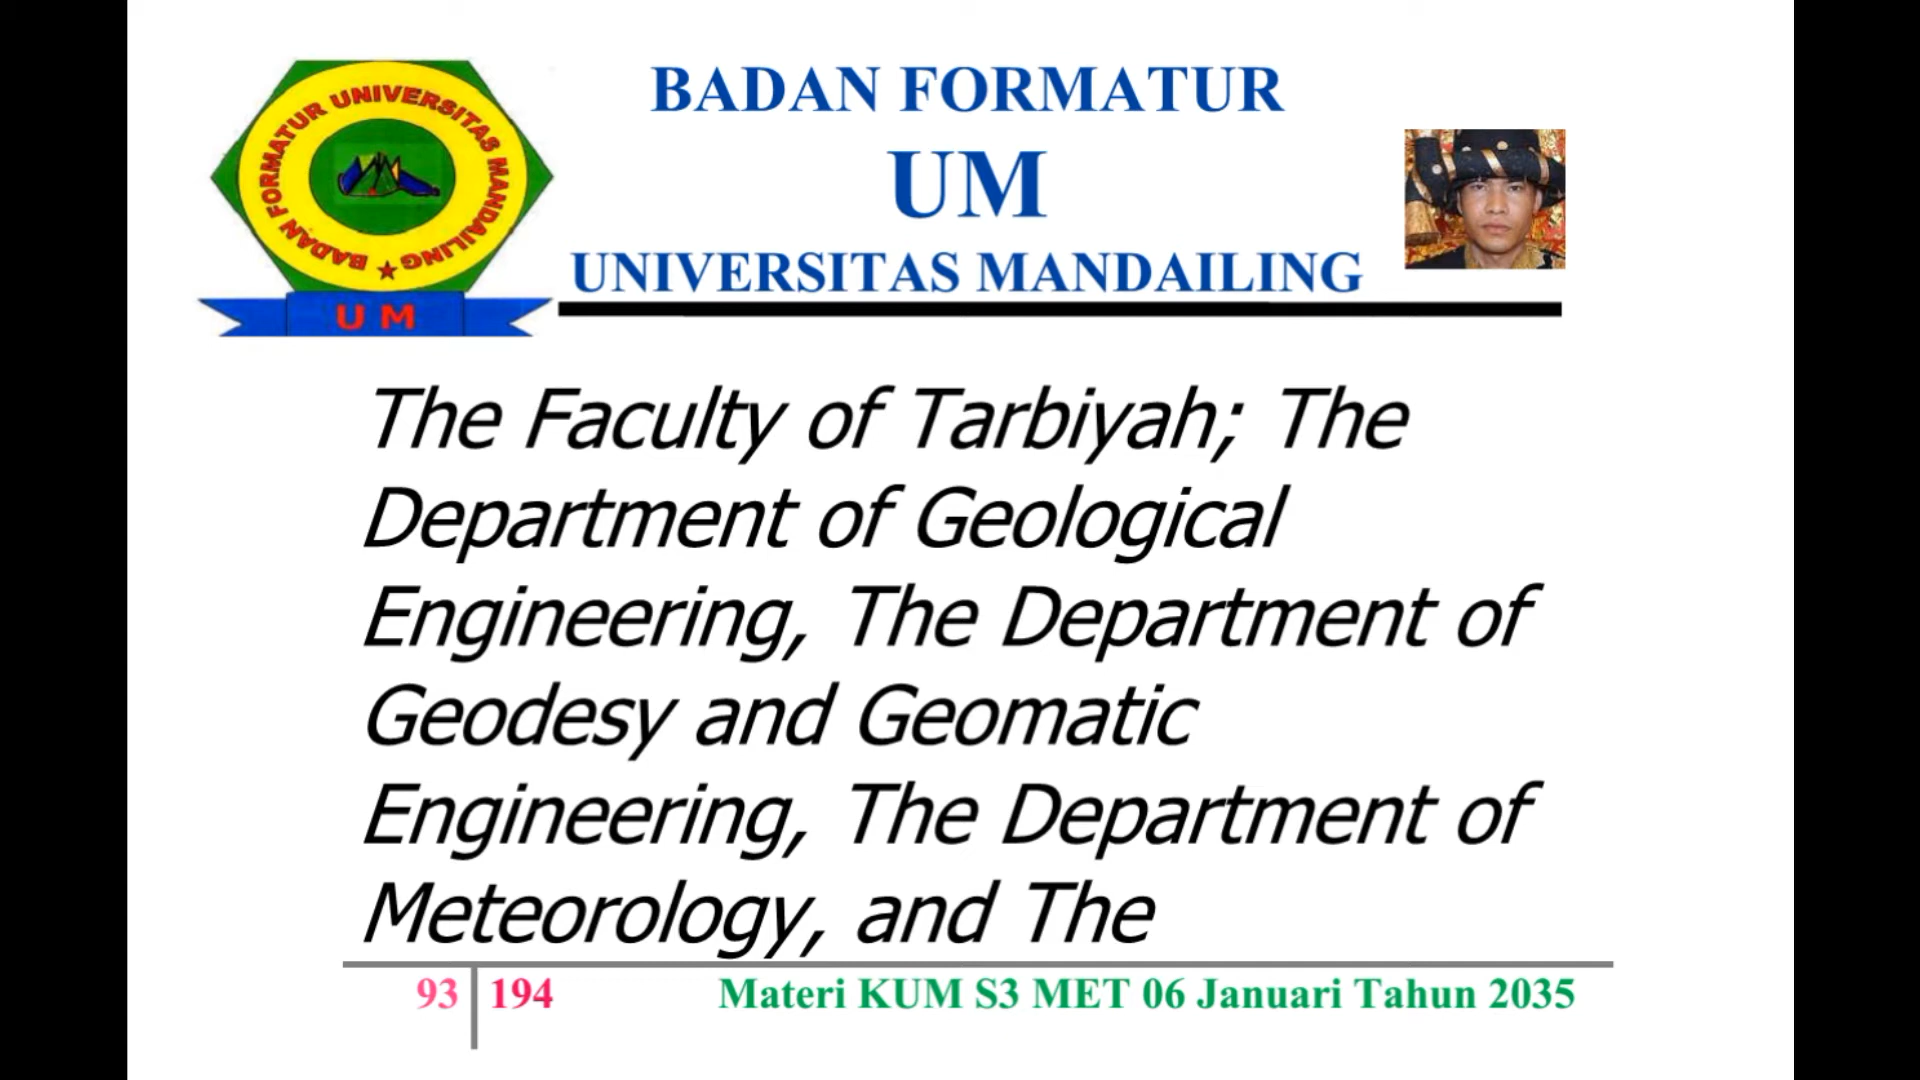 BADAN FORMATUR UNIVERSITAS MANDAILING
U M
BADAN FORMATUR
UM
UNIVERSITAS MANDAILING
The Faculty of Tarbiyah; The
Department of Geological
Engineering, The Department of
Geodesy and Geomatic
Engineering, The Department of
Meteorology, and The
93 194 Materi KUM S3 MET 06 Januari Tahun 2035